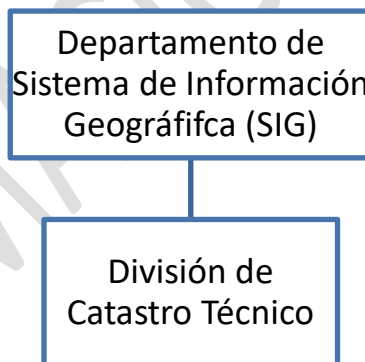 Departamento de
Sistema de Información
Geográfifca (SIG)
División de
Catastro Técnico